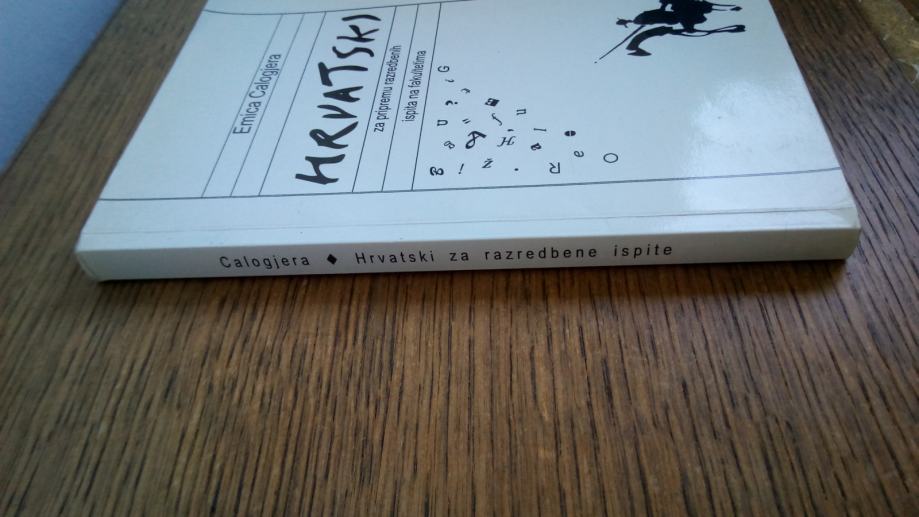 Emica Calogjera
HRVATSKI
za pripremu razredbenih
ispita na fakultetima
Calogjera ♦ Hrvatski za razredbene ispite